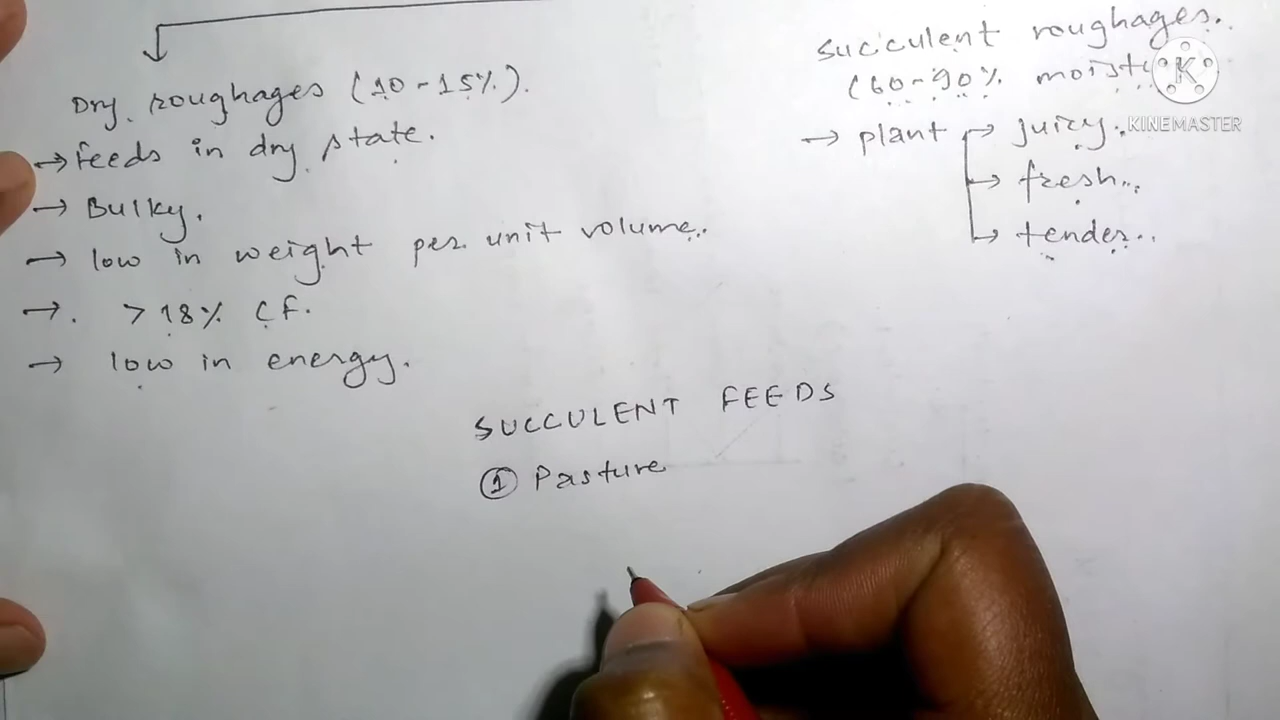 Dry roughages (10-15%).
→ feeds in dry state.
→ Bulky.
→ low in weight per unit volume..
→. >18% CF.
→ low in energy.
succulent roughages..
(60-90% moist
→ plant → juicy..
→ fresh...
→ tender..
K
KINEMASTER
SUCCULENT FEEDS
① Pasture